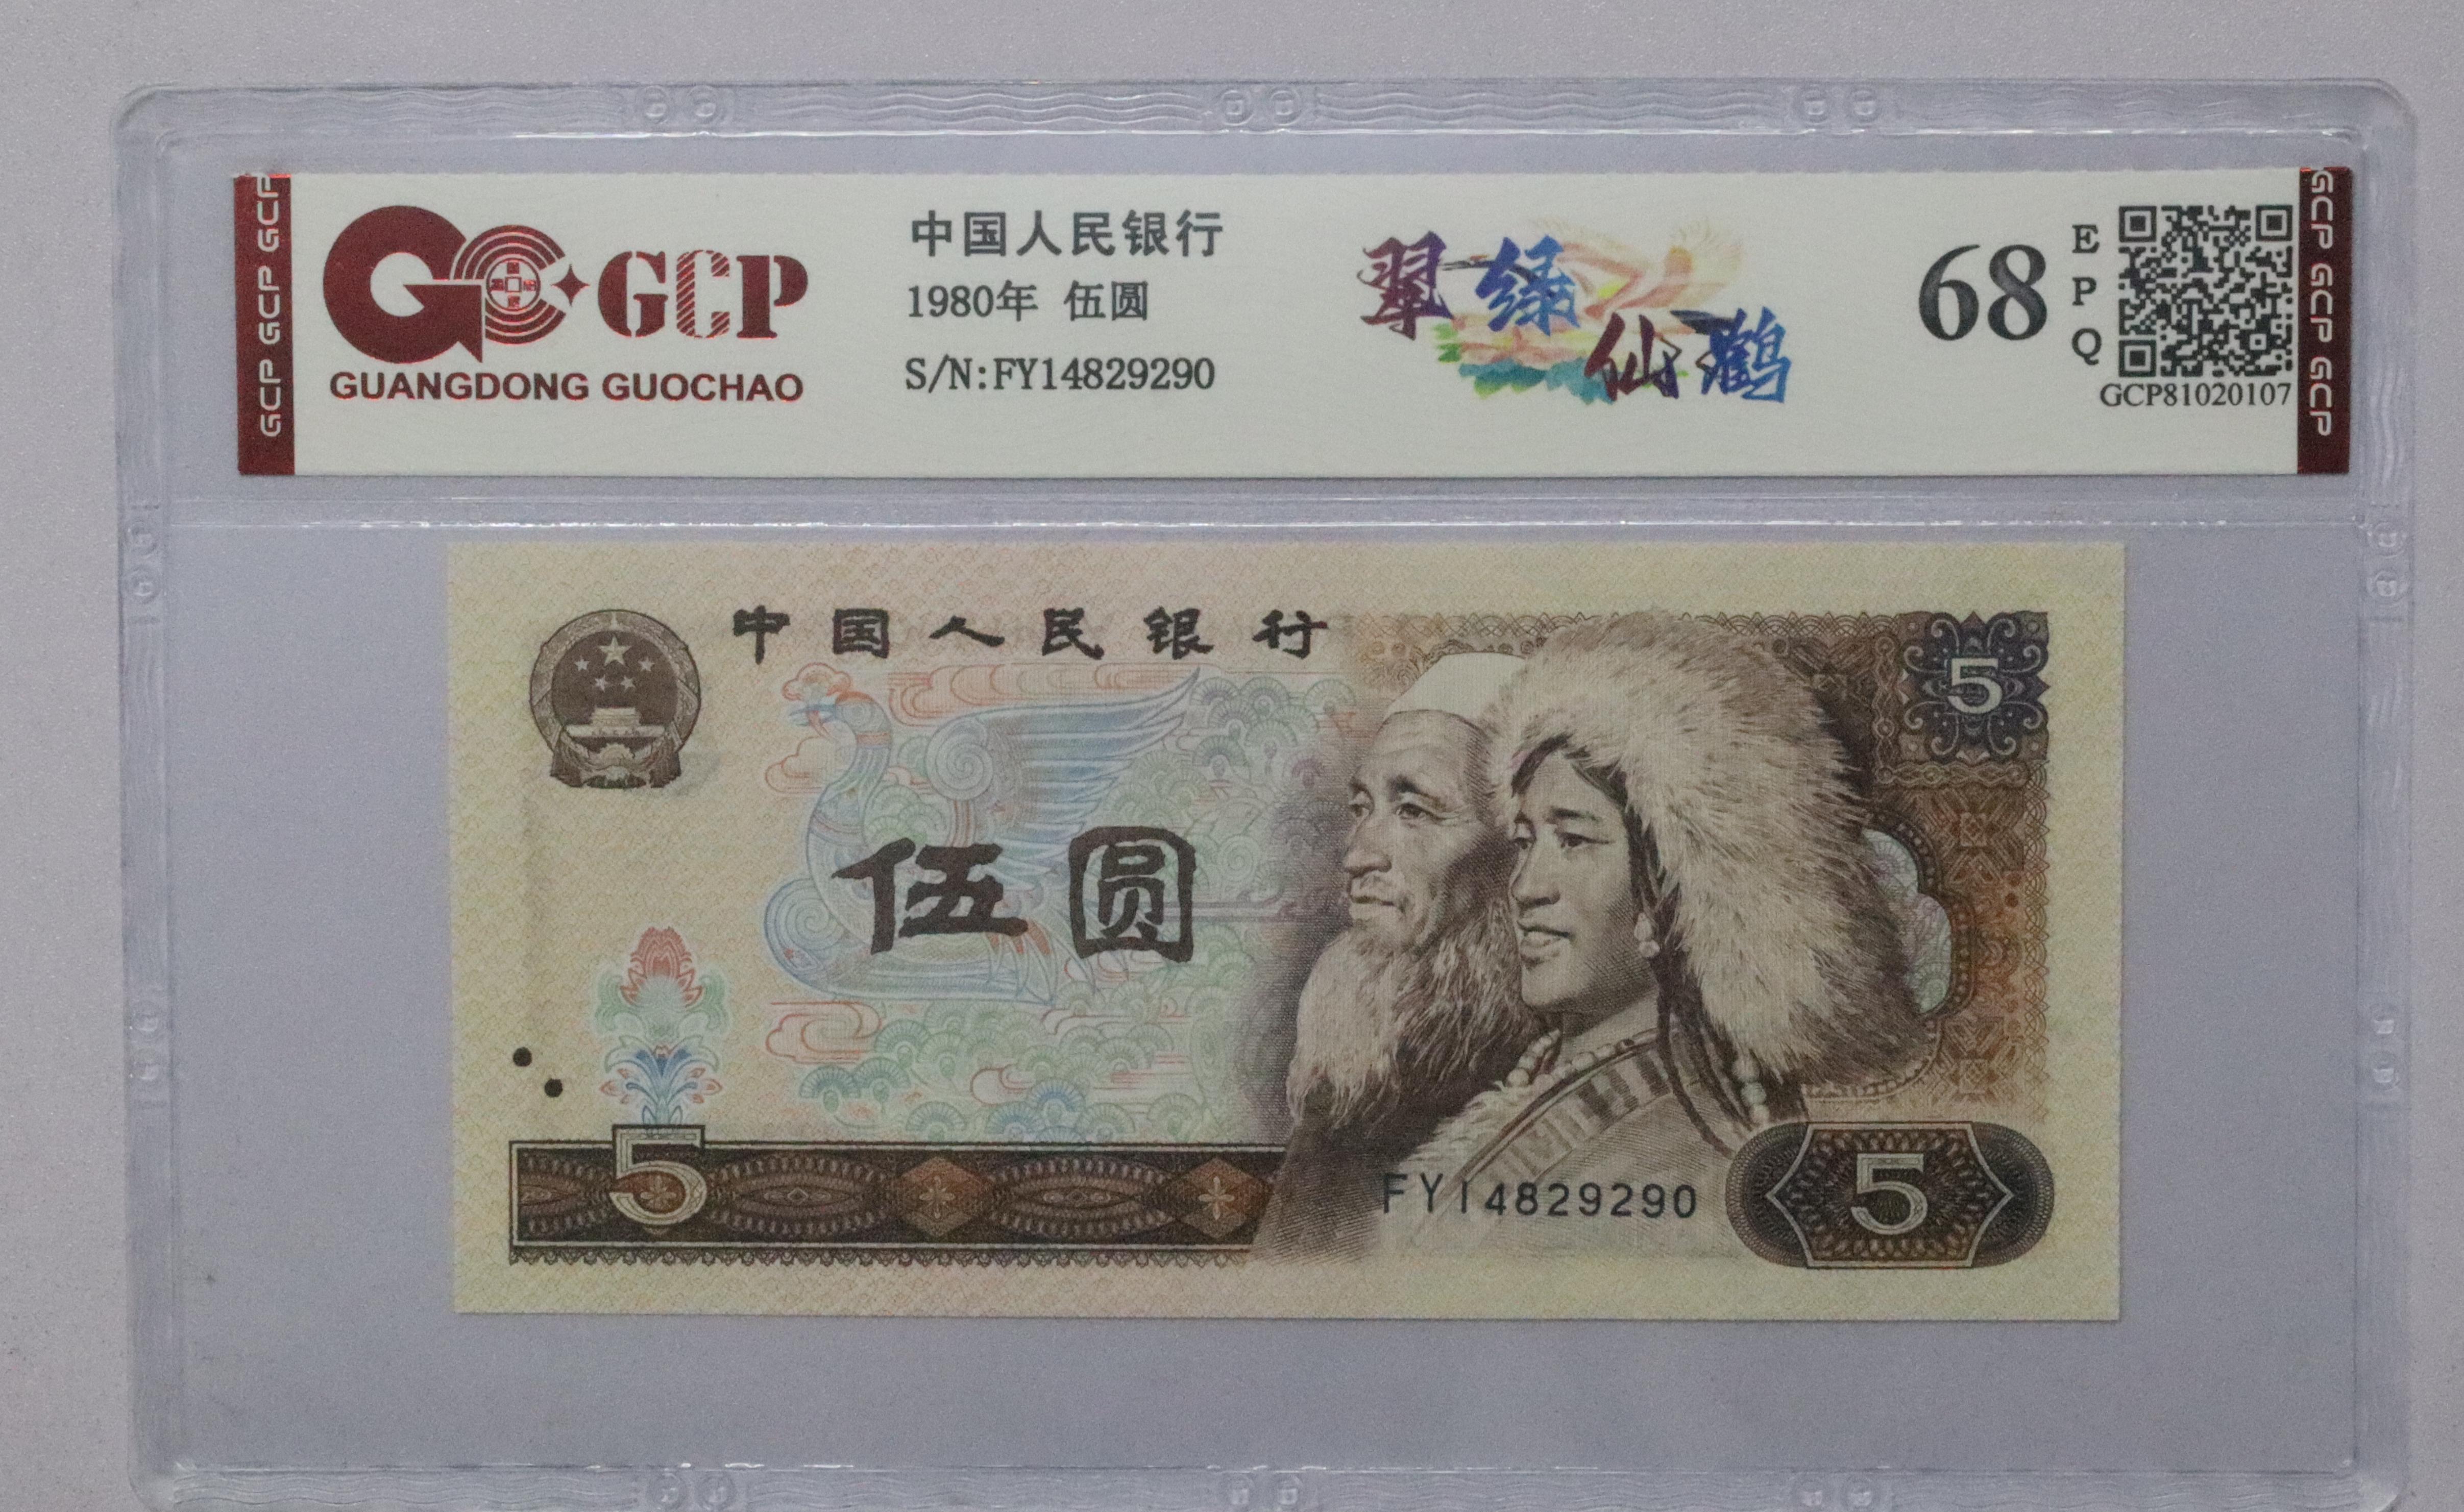 GCP GCP GCP
GCP
GUANGDONG GUOCHAO
中国人民银行
1980年 伍圆
S/N:FY14829290
翠绿仙鹤
68
EPQ
GCP81020107
GCP GCP GCP GCP
中国人民银行
5
伍圆
5
FY14829290
5